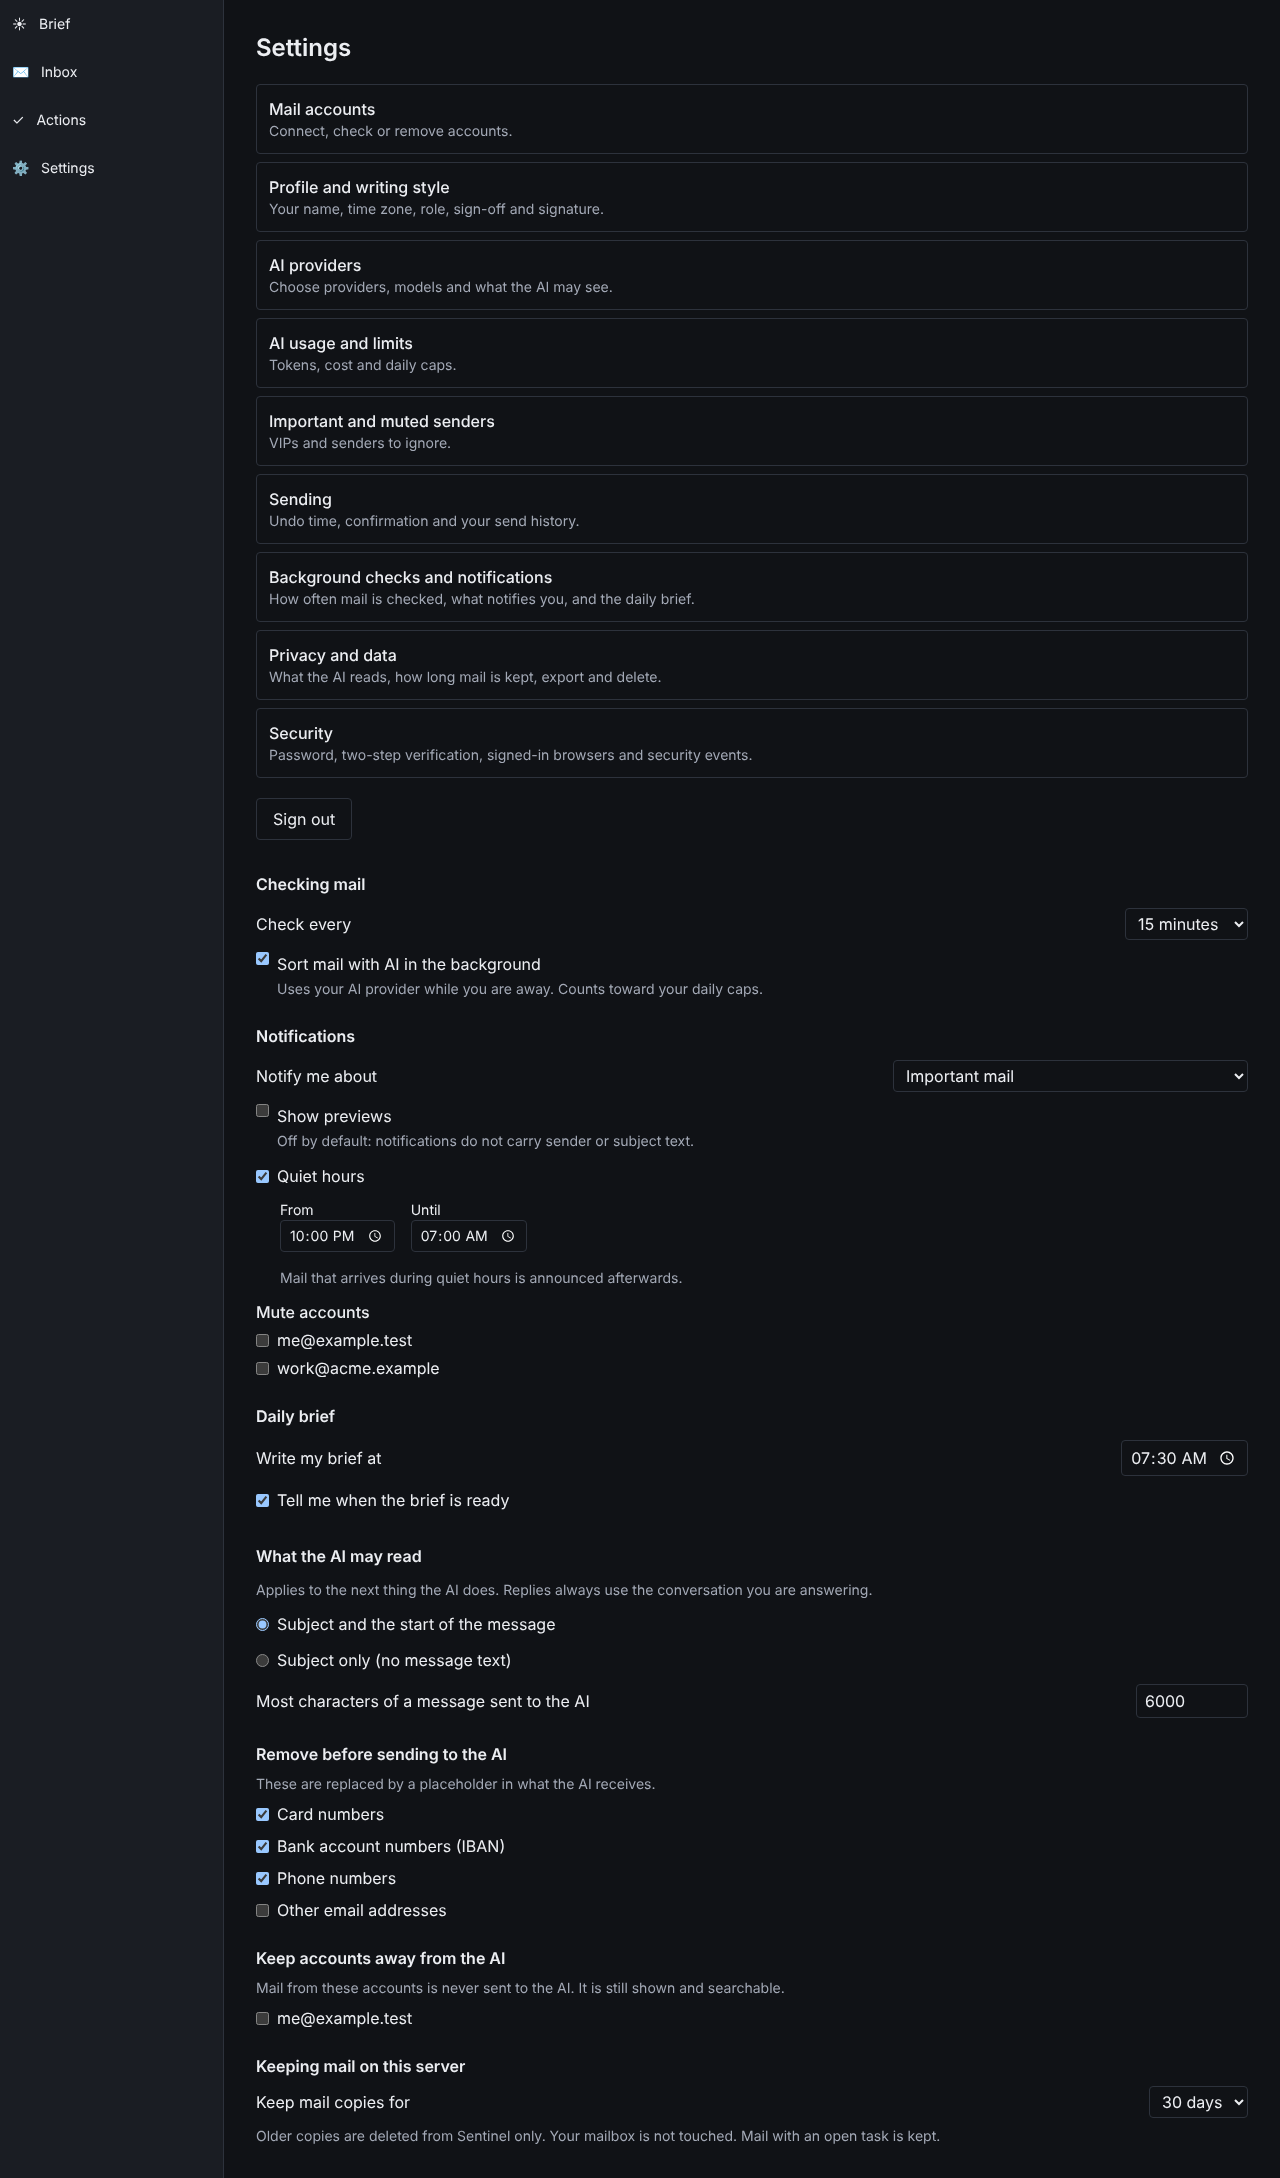 Brief
Inbox
Actions
Settings
Settings
Mail accounts
Connect, check or remove accounts.
Profile and writing style
Your name, time zone, role, sign-off and signature.
AI providers
Choose providers, models and what the AI may see.
AI usage and limits
Tokens, cost and daily caps.
Important and muted senders
VIPs and senders to ignore.
Sending
Undo time, confirmation and your send history.
Background checks and notifications
How often mail is checked, what notifies you, and the daily brief.
Privacy and data
What the AI reads, how long mail is kept, export and delete.
Security
Password, two-step verification, signed-in browsers and security events.
Sign out
Checking mail
Check every 15 minutes
Sort mail with AI in the background
Uses your AI provider while you are away. Counts toward your daily caps.
Notifications
Notify me about Important mail
Show previews
Off by default: notifications do not carry sender or subject text.
Quiet hours
From Until
10:00 PM 07:00 AM
Mail that arrives during quiet hours is announced afterwards.
Mute accounts
me@example.test
work@acme.example
Daily brief
Write my brief at 07:30 AM
Tell me when the brief is ready
What the AI may read
Applies to the next thing the AI does. Replies always use the conversation you are answering.
Subject and the start of the message
Subject only (no message text)
Most characters of a message sent to the AI 6000
Remove before sending to the AI
These are replaced by a placeholder in what the AI receives.
Card numbers
Bank account numbers (IBAN)
Phone numbers
Other email addresses
Keep accounts away from the AI
Mail from these accounts is never sent to the AI. It is still shown and searchable.
me@example.test
Keeping mail on this server
Keep mail copies for 30 days
Older copies are deleted from Sentinel only. Your mailbox is not touched. Mail with an open task is kept.